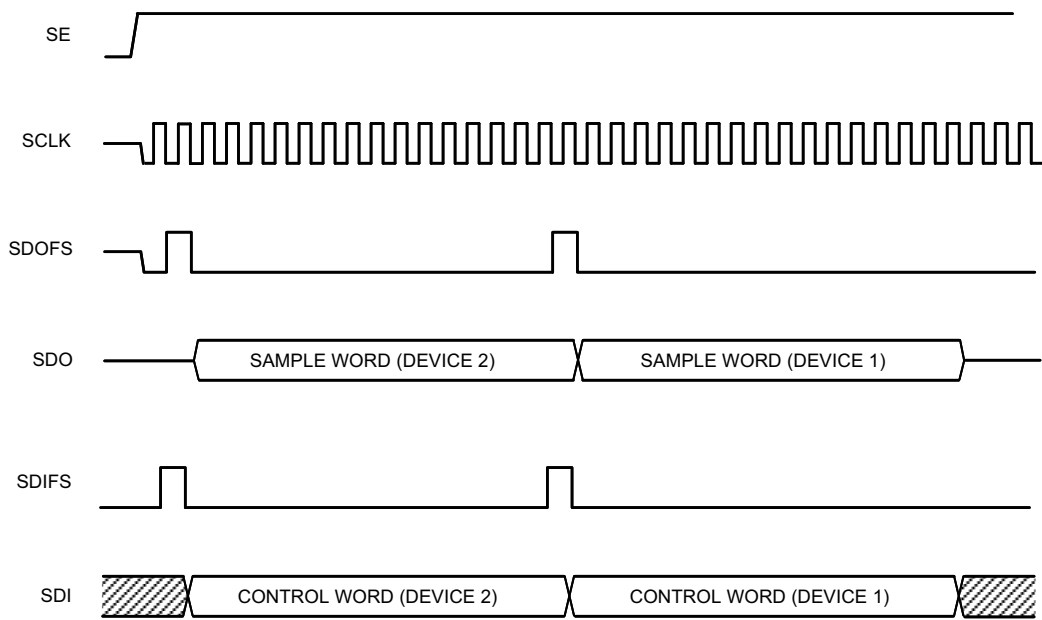 SE
SCLK
SDOFS
SDO
SAMPLE WORD (DEVICE 2)
SAMPLE WORD (DEVICE 1)
SDIFS
SDI
CONTROL WORD (DEVICE 2)
CONTROL WORD (DEVICE 1)